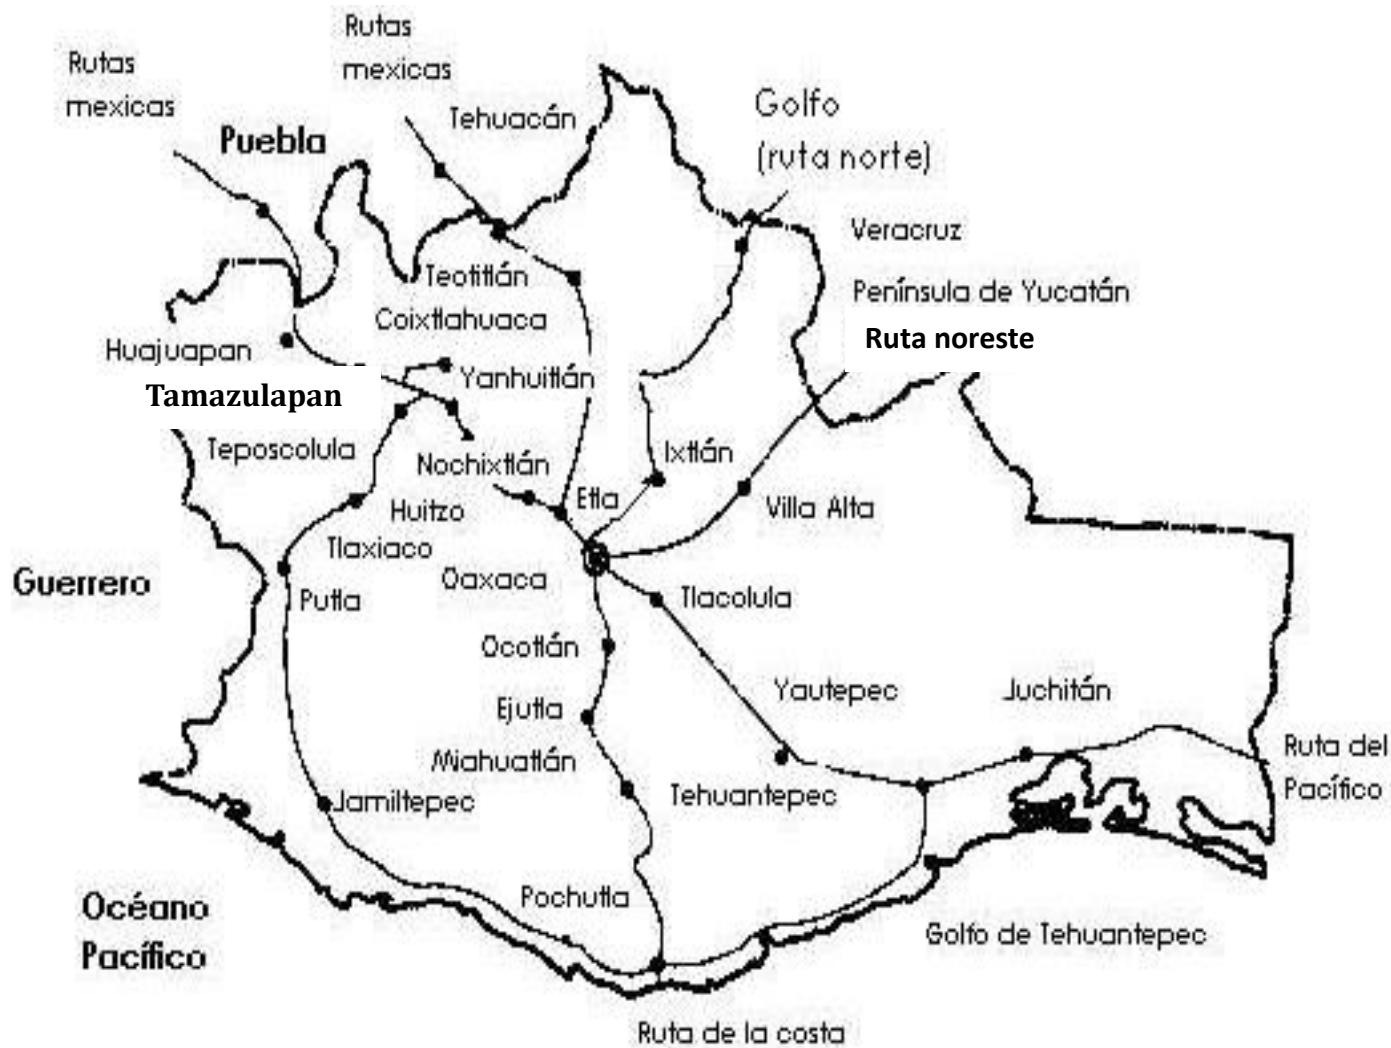 Rutas
mexicas
Rutas
mexicas
Tehuacán
Golfo
(ruta norte)
Puebla
Veracruz
Teotitlán
Península de Yucatán
Coixtlahuaca
Ruta noreste
Huajuapan
Yanhuitlán
Tamazulapan
Teposcolula
Nochixtlán
Ixtlán
Etla
Villa Alta
Huitzo
Tlaxiaco
Oaxaca
Guerrero
Putla
Tlacolula
Ocotlán
Yautepec
Juchitán
Ejutla
Miahuatlán
Ruta del
Pacífico
Jamiltepec
Tehuantepec
Pochutla
Océano
Pacífico
Golfo de Tehuantepec
Ruta de la costa